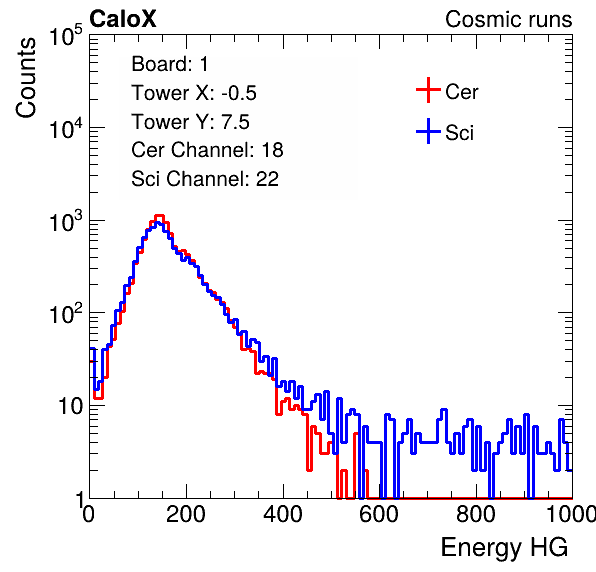 CaloX Cosmic runs
Counts
10^5
10^4
10^3
10^2
10
1
Board: 1
Tower X: -0.5
Tower Y: 7.5
Cer Channel: 18
Sci Channel: 22
Cer
Sci
0 200 400 600 800 1000
Energy HG